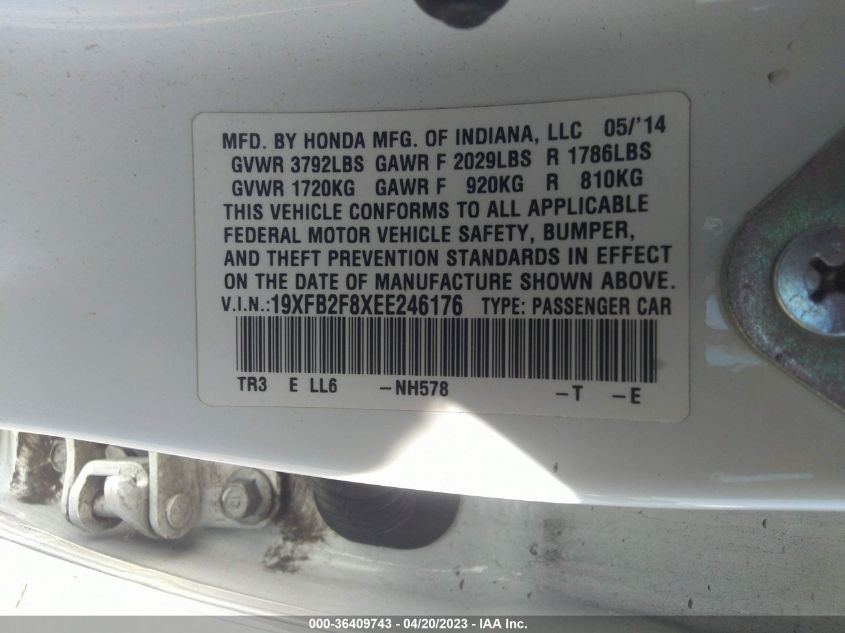 MFD. BY HONDA MFG. OF INDIANA, LLC 05/'14
GVWR 3792LBS GAWR F 2029LBS R 1786LBS
GVWR 1720KG GAWR F 920KG R 810KG
THIS VEHICLE CONFORMS TO ALL APPLICABLE
FEDERAL MOTOR VEHICLE SAFETY, BUMPER,
AND THEFT PREVENTION STANDARDS IN EFFECT
ON THE DATE OF MANUFACTURE SHOWN ABOVE.
V.I.N.:19XFB2F8XEE246176 TYPE: PASSENGER CAR
TR3 E LL6 -NH578 -T -E
000-36409743 - 04/20/2023 - IAA Inc.